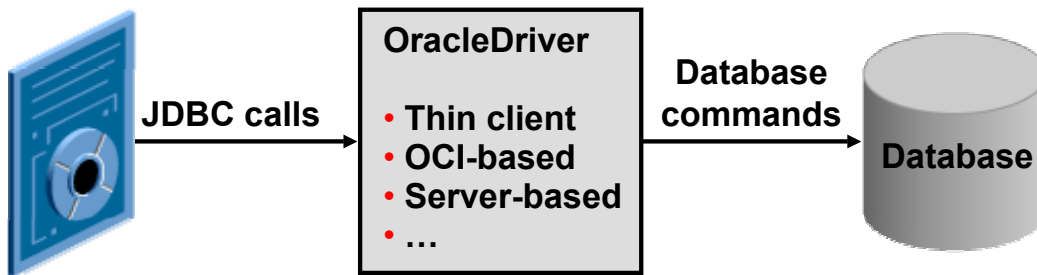 JDBC calls
OracleDriver
• Thin client
• OCI-based
• Server-based
• …
Database
commands
Database